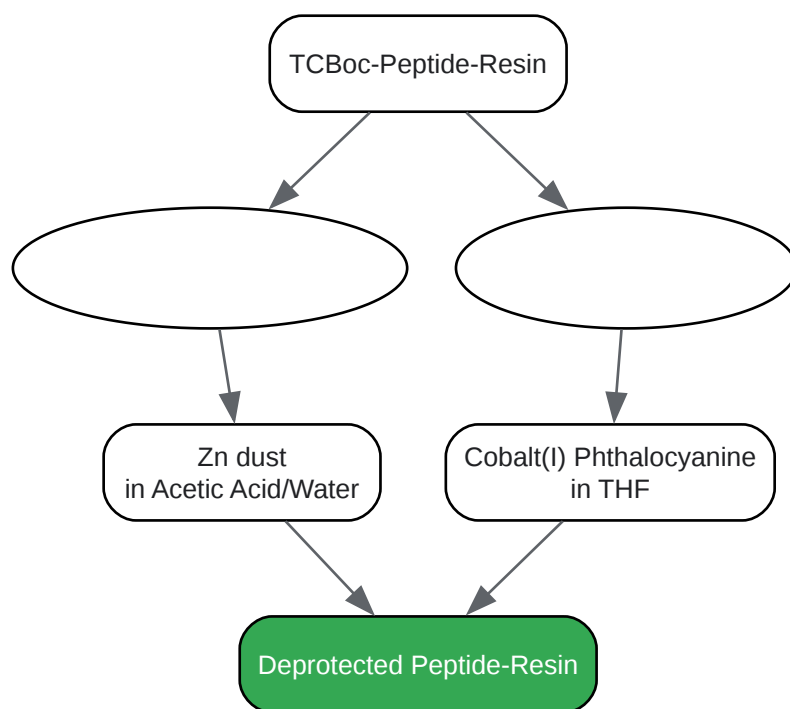 TCBoc-Peptide-Resin
Zn dust
in Acetic Acid/Water
Cobalt(I) Phthalocyanine
in THF
Deprotected Peptide-Resin